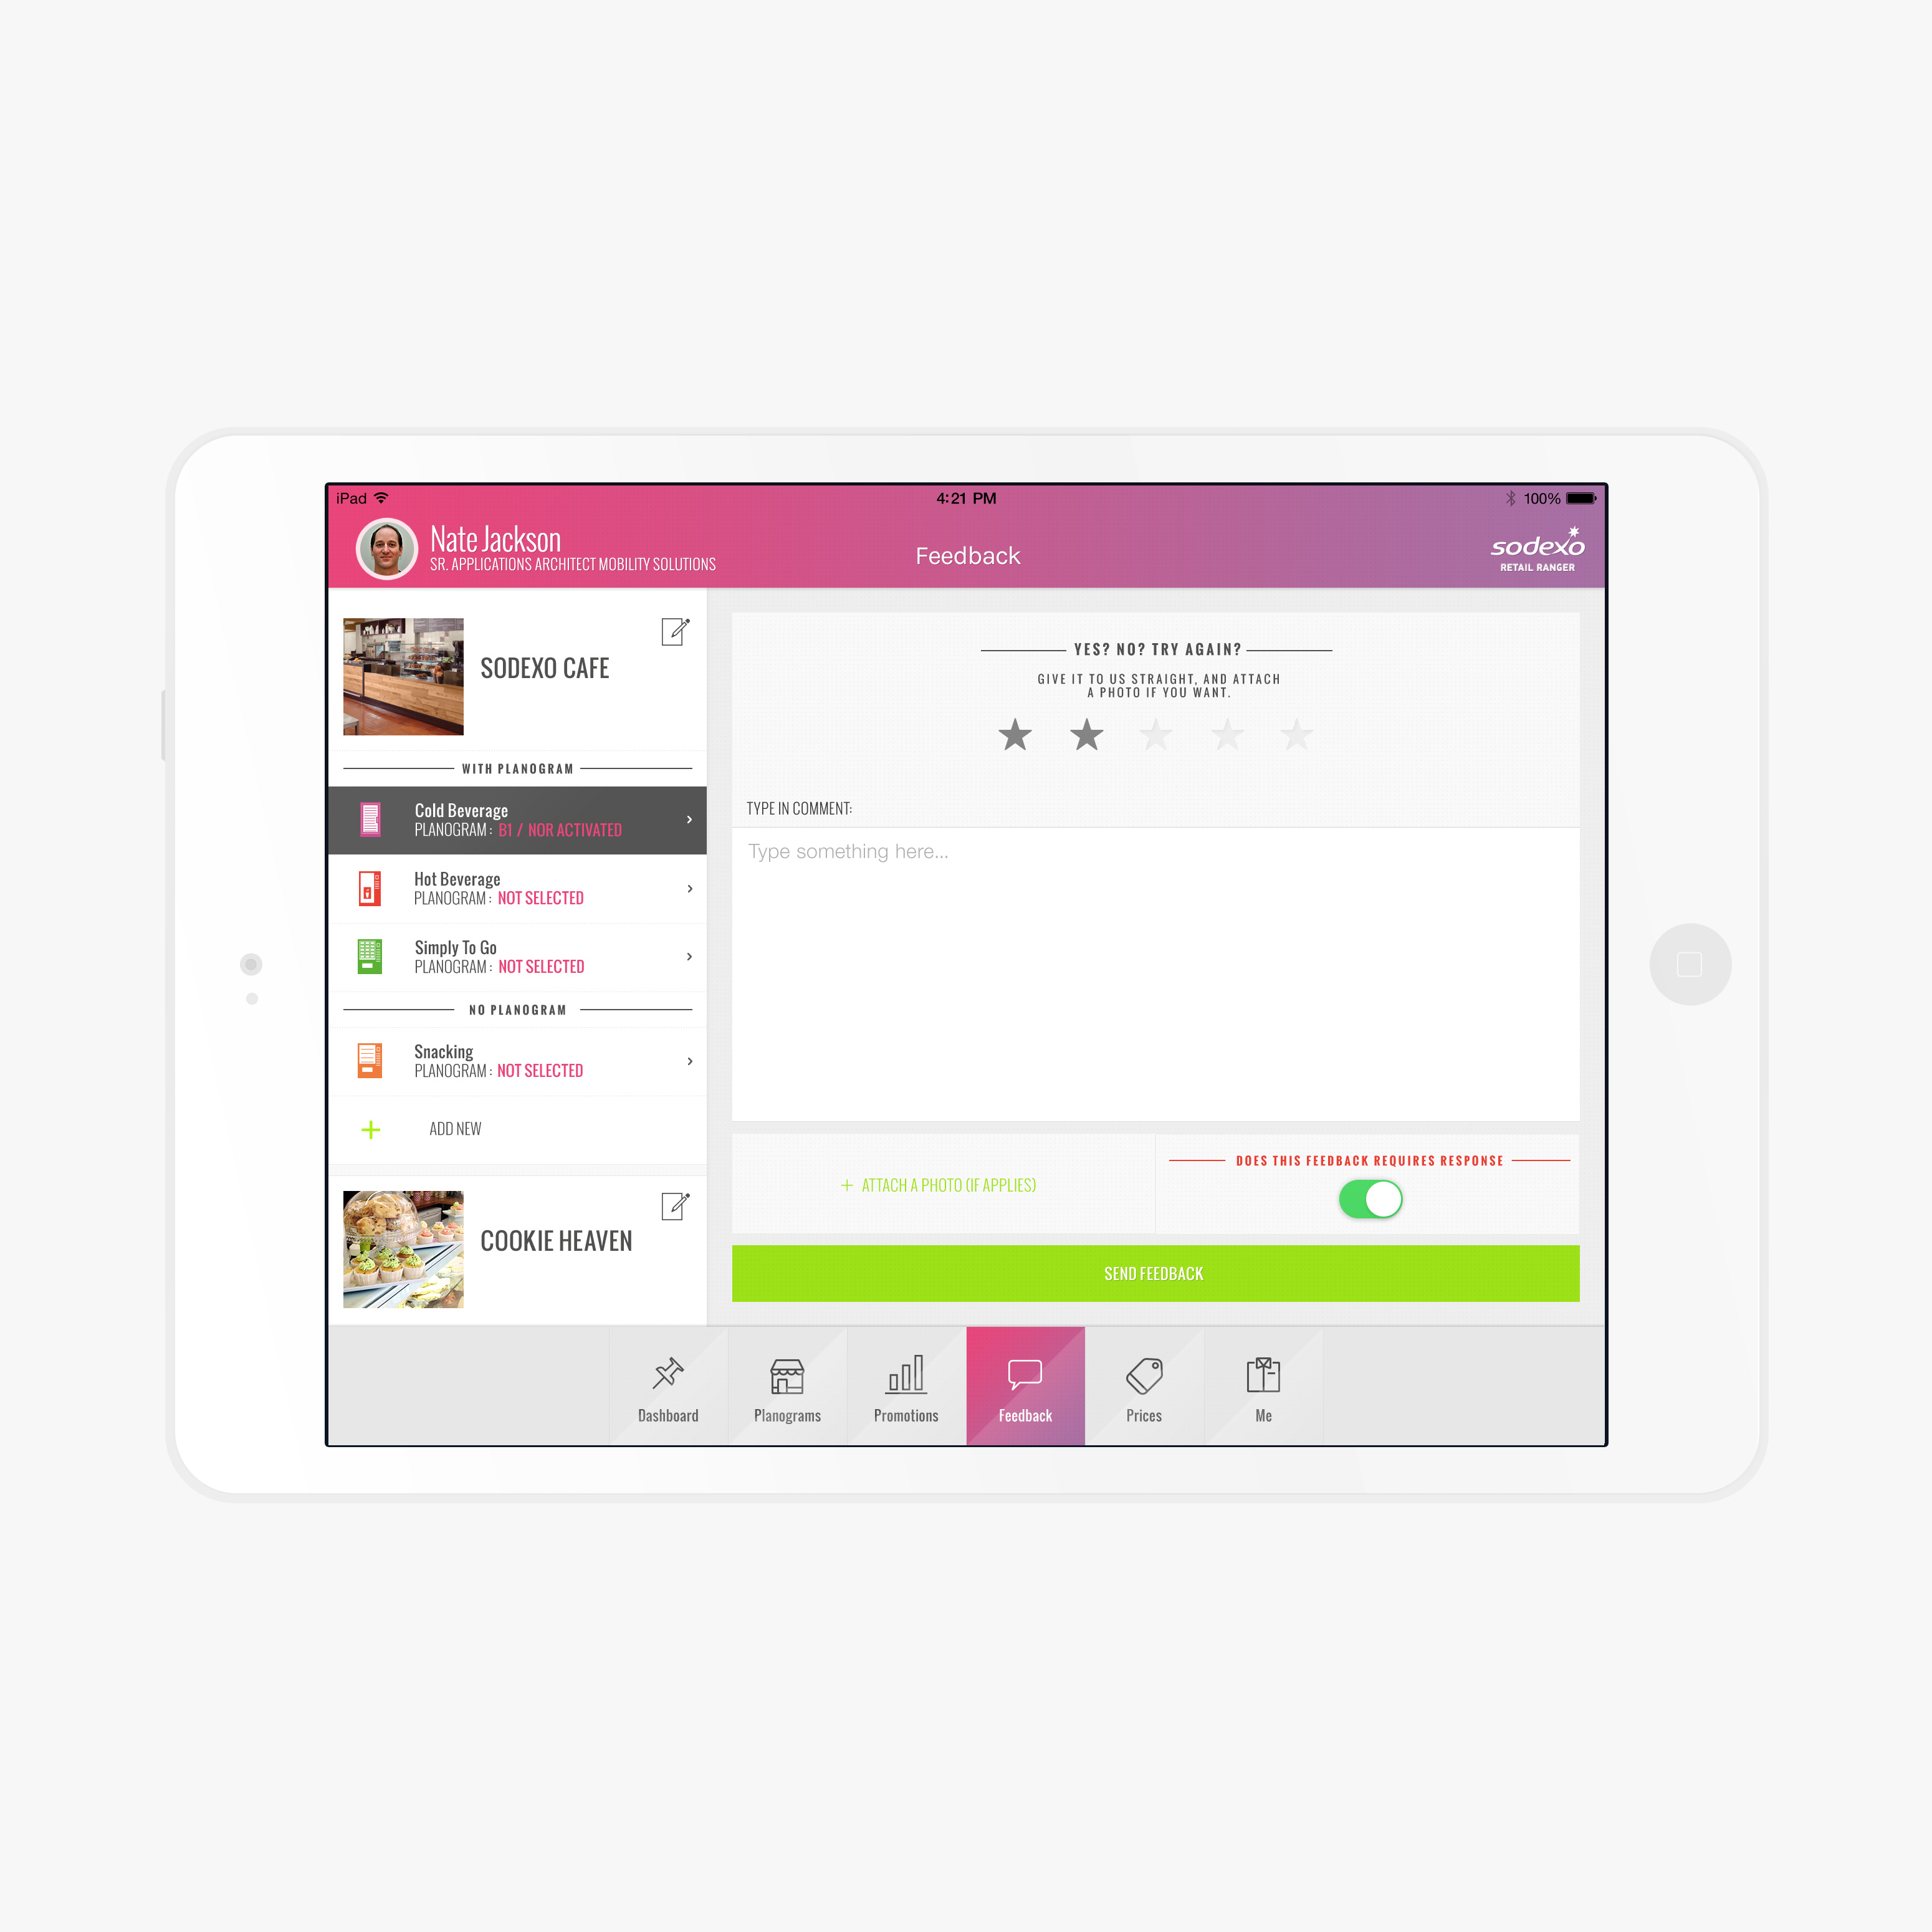 iPad
4:21 PM
100%
Nate Jackson
SR. APPLICATIONS ARCHITECT MOBILITY SOLUTIONS
Feedback
sodexo
RETAIL RANGER
SODEXO CAFE
WITH PLANOGRAM
Cold Beverage
PLANOGRAM : B1 / NOR ACTIVATED
Hot Beverage
PLANOGRAM : NOT SELECTED
Simply To Go
PLANOGRAM : NOT SELECTED
NO PLANOGRAM
Snacking
PLANOGRAM : NOT SELECTED
+ ADD NEW
COOKIE HEAVEN
YES? NO? TRY AGAIN?
GIVE IT TO US STRAIGHT, AND ATTACH
A PHOTO IF YOU WANT.
TYPE IN COMMENT:
Type something here...
+ ATTACH A PHOTO (IF APPLIES)
DOES THIS FEEDBACK REQUIRES RESPONSE
SEND FEEDBACK
Dashboard
Planograms
Promotions
Feedback
Prices
Me